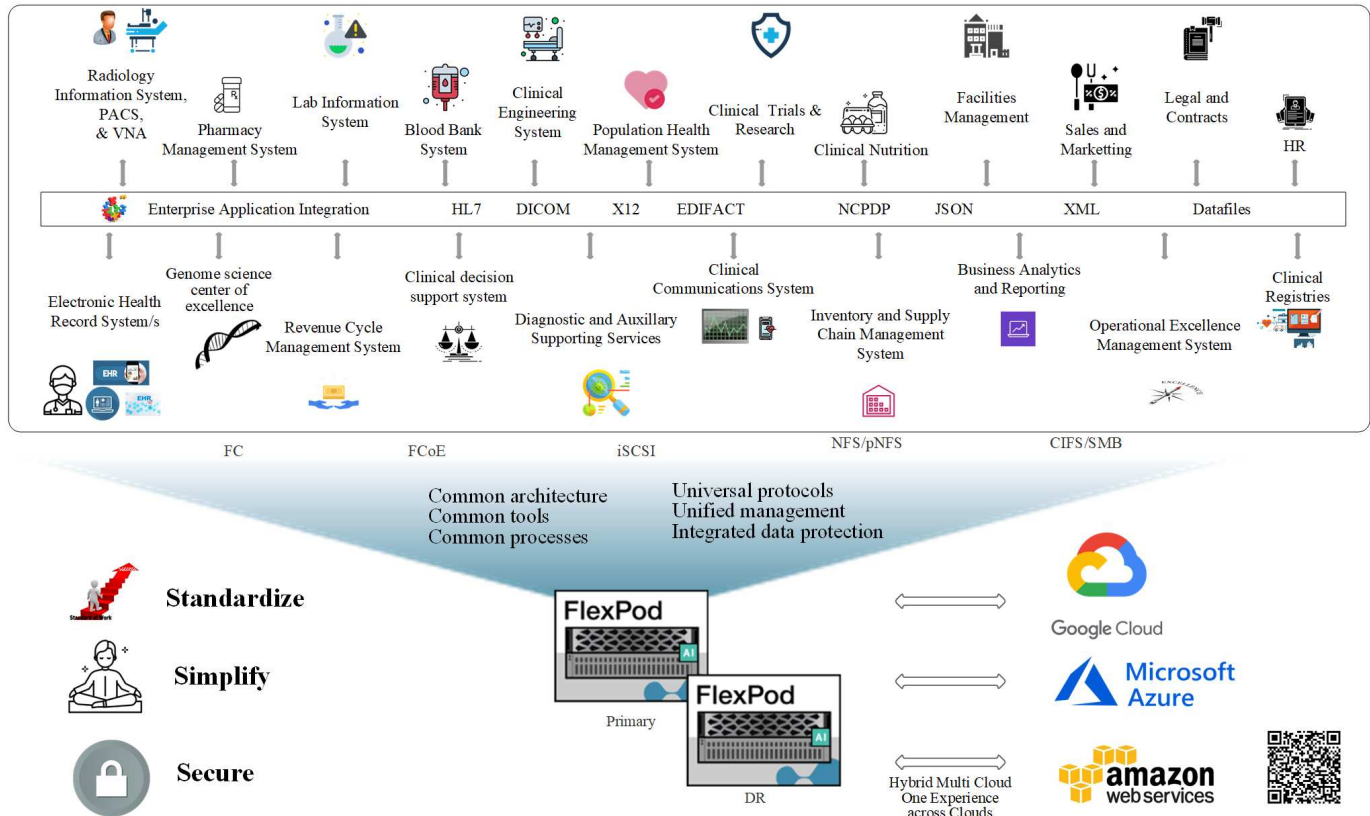 Radiology
Information System,
PACS,
& VNA
Pharmacy
Management System
Lab Information
System
Blood Bank
System
Clinical
Engineering
System
Population Health
Management System
Clinical Trials &
Research
Clinical Nutrition
Facilities
Management
Sales and
Marketting
Legal and
Contracts
HR
Enterprise Application Integration
HL7
DICOM
X12
EDIFACT
NCPDP
JSON
XML
Datafiles
Electronic Health
Record System/s
EHR
EHR
Genome science
center of
excellence
Revenue Cycle
Management System
Clinical decision
support system
Diagnostic and Auxillary
Supporting Services
Clinical
Communications System
Inventory and Supply
Chain Management
System
Business Analytics
and Reporting
Operational Excellence
Management System
EXCELLENCE
Clinical
Registries
FC
FCoE
iSCSI
NFS/pNFS
CIFS/SMB
Common architecture
Common tools
Common processes
Universal protocols
Unified management
Integrated data protection
Standardize
Simplify
Secure
FlexPod
AI
Primary
FlexPod
AI
DR
Google Cloud
Microsoft
Azure
amazon
web services
Hybrid Multi Cloud
One Experience
across Clouds